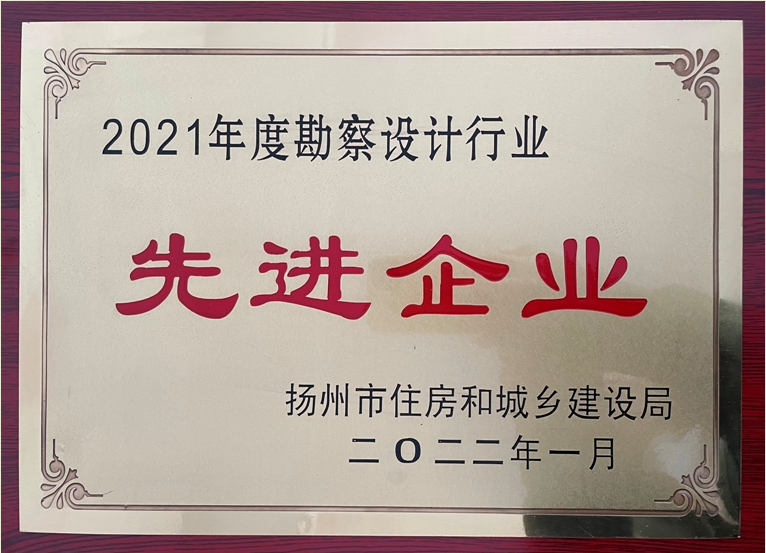 2021年度勘察设计行业
先进企业
扬州市住房和城乡建设局
二〇二二年一月